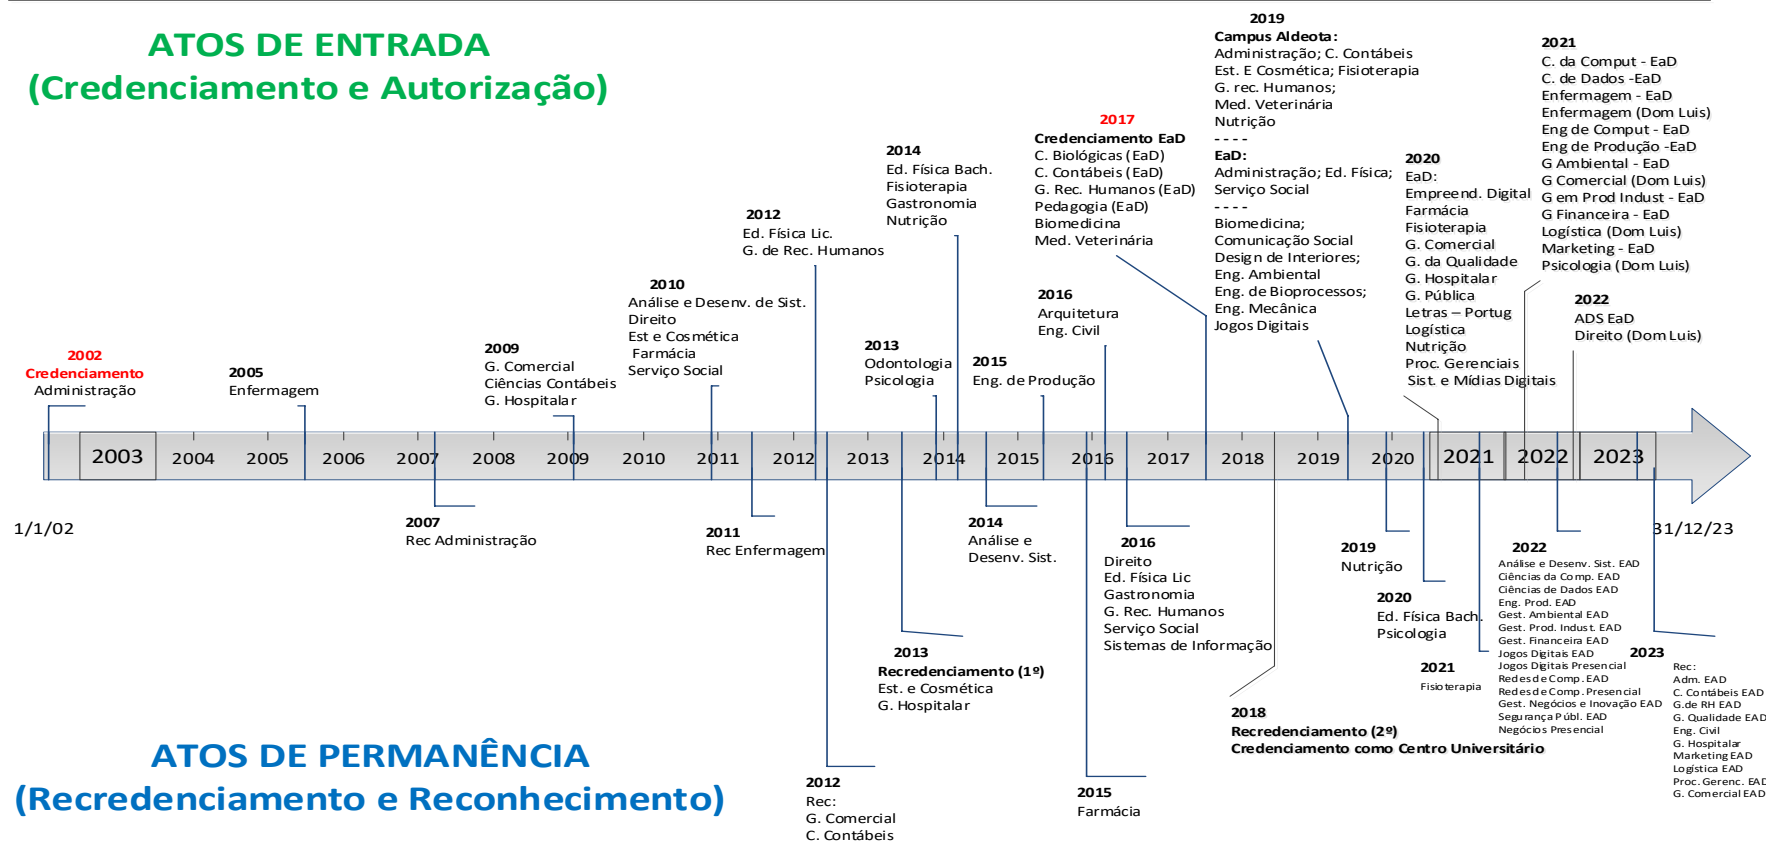 ATOS DE ENTRADA
(Credenciamento e Autorização)
2002
Credenciamento
Administração
2005
Enfermagem
2009
G. Comercial
Ciências Contábeis
G. Hospitalar
2010
Análise e Desenv. de Sist.
Direito
Est e Cosmética
Farmácia
Serviço Social
2012
Ed. Física Lic.
G. de Rec. Humanos
2013
Odontologia
Psicologia
2014
Ed. Física Bach.
Fisioterapia
Gastronomia
Nutrição
2015
Eng. de Produção
2016
Arquitetura
Eng. Civil
2017
Credenciamento EaD
C. Biológicas (EaD)
C. Contábeis (EaD)
G. Rec. Humanos (EaD)
Pedagogia (EaD)
Biomedicina
Med. Veterinária
2019
Campus Aldeota:
Administração; C. Contábeis
Est. E Cosmética; Fisioterapia
G. rec. Humanos;
Med. Veterinária
Nutrição
- - - -
EaD:
Administração; Ed. Física;
Serviço Social
- - - -
Biomedicina;
Comunicação Social
Design de Interiores;
Eng. Ambiental
Eng. de Bioprocessos;
Eng. Mecânica
Jogos Digitais
2020
EaD:
Empreend. Digital
Farmácia
Fisioterapia
G. Comercial
G. da Qualidade
G. Hospitalar
G. Pública
Letras – Portug
Logística
Nutrição
Proc. Gerenciais
Sist. e Mídias Digitais
2021
C. da Comput - EaD
C. de Dados -EaD
Enfermagem - EaD
Enfermagem (Dom Luis)
Eng de Comput - EaD
Eng de Produção -EaD
G Ambiental - EaD
G Comercial (Dom Luis)
G em Prod Indust - EaD
G Financeira - EaD
Logística (Dom Luis)
Marketing - EaD
Psicologia (Dom Luis)
2022
ADS EaD
Direito (Dom Luis)
2003 2004 2005 2006 2007 2008 2009 2010 2011 2012 2013 2014 2015 2016 2017 2018 2019 2020 2021 2022 2023
1/1/02
31/12/23
2007
Rec Administração
2011
Rec Enfermagem
2012
Rec:
G. Comercial
C. Contábeis
2013
Recredenciamento (1º)
Est. e Cosmética
G. Hospitalar
2014
Análise e
Desenv. Sist.
2015
Farmácia
2016
Direito
Ed. Física Lic
Gastronomia
G. Rec. Humanos
Serviço Social
Sistemas de Informação
2018
Recredenciamento (2º)
Credenciamento como Centro Universitário
2019
Nutrição
2020
Ed. Física Bach.
Psicologia
2021
Fisioterapia
2022
Análise e Desenv. Sist. EAD
Ciências da Comp. EAD
Ciências de Dados EAD
Eng. Prod. EAD
Gest. Ambiental EAD
Gest. Prod. Indust. EAD
Gest. Financeira EAD
Jogos Digitais EAD
Jogos Digitais Presencial
Redes de Comp. EAD
Redes de Comp. Presencial
Gest. Negócios e Inovação EAD
Segurança Públ. EAD
Negócios Presencial
2023
Rec:
Adm. EAD
C. Contábeis EAD
G.de RH EAD
G. Qualidade EAD
Eng. Civil
G. Hospitalar
Marketing EAD
Logística EAD
Proc. Gerenc. EAD
G. Comercial EAD
ATOS DE PERMANÊNCIA
(Recredenciamento e Reconhecimento)